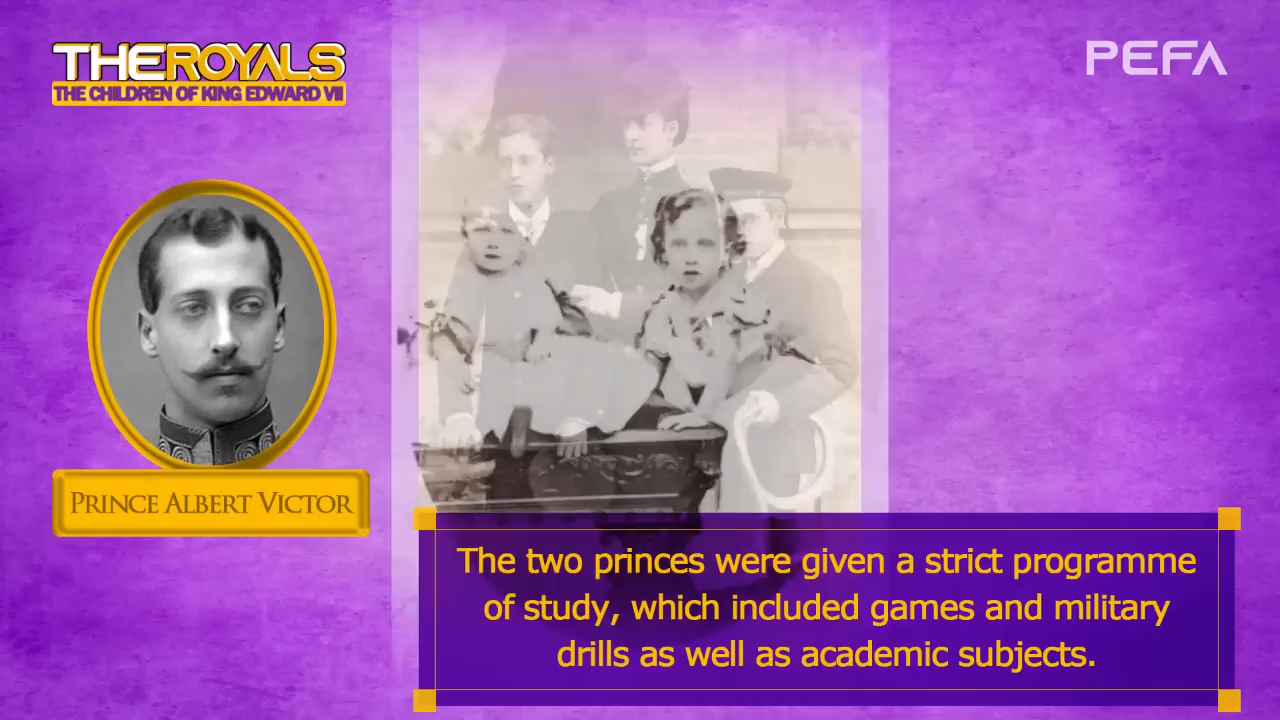 THEROYALS
THE CHILDREN OF KING EDWARD VII
PEFA
PRINCE ALBERT VICTOR
The two princes were given a strict programme
of study, which included games and military
drills as well as academic subjects.